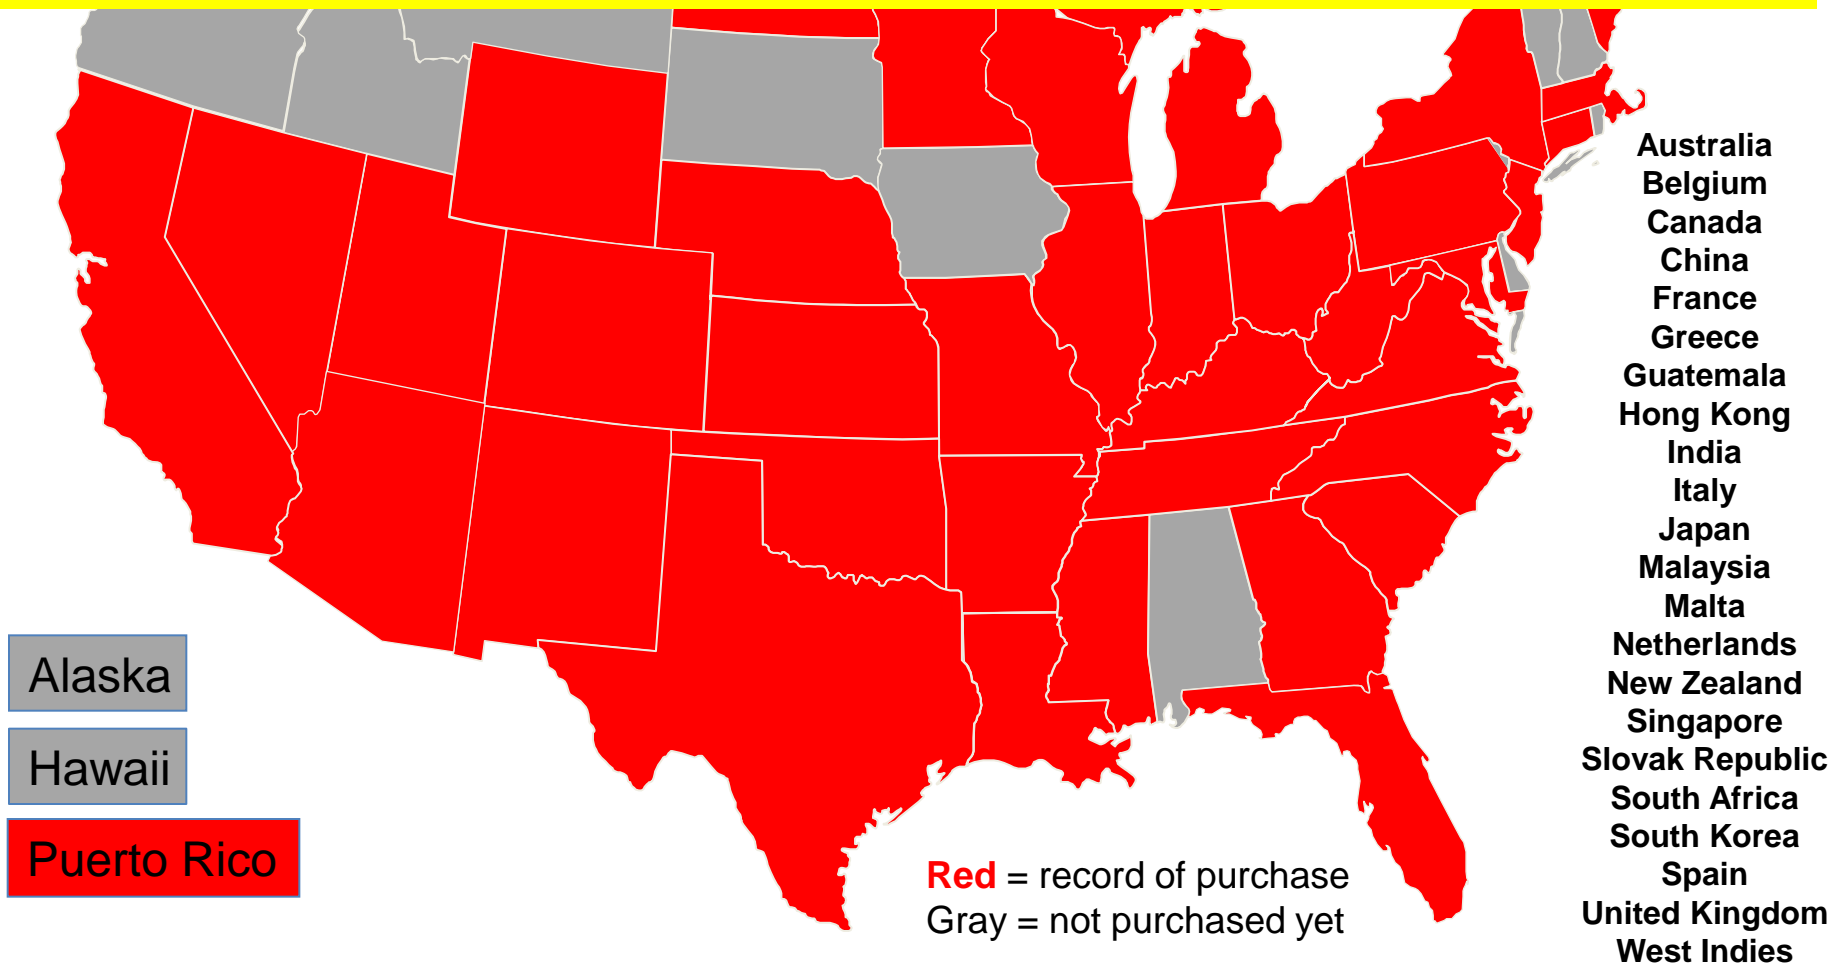 Australia
Belgium
Canada
China
France
Greece
Guatemala
Hong Kong
India
Italy
Japan
Malaysia
Malta
Netherlands
New Zealand
Singapore
Slovak Republic
South Africa
South Korea
Spain
United Kingdom
West Indies
Alaska
Hawaii
Puerto Rico
Red = record of purchase
Gray = not purchased yet